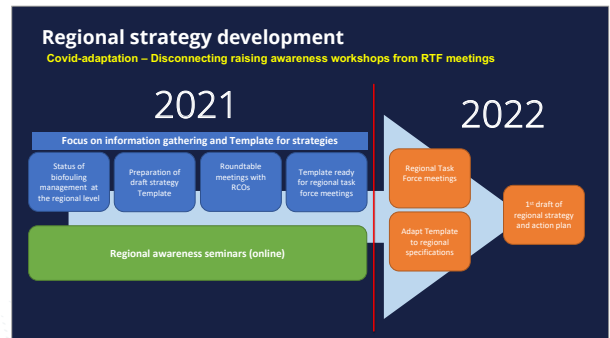 Regional strategy development
Covid-adaptation – Disconnecting raising awareness workshops from RTF meetings
2021
2022
Focus on information gathering and Template for strategies
Status of
biofouling
management at
the regional level
Preparation of
draft strategy
Template
Roundtable
meetings with
RCOs
Template ready
for regional task
force meetings
Regional awareness seminars (online)
Regional Task
Force meetings
Adapt Template
to regional
specifications
1st draft of
regional strategy
and action plan